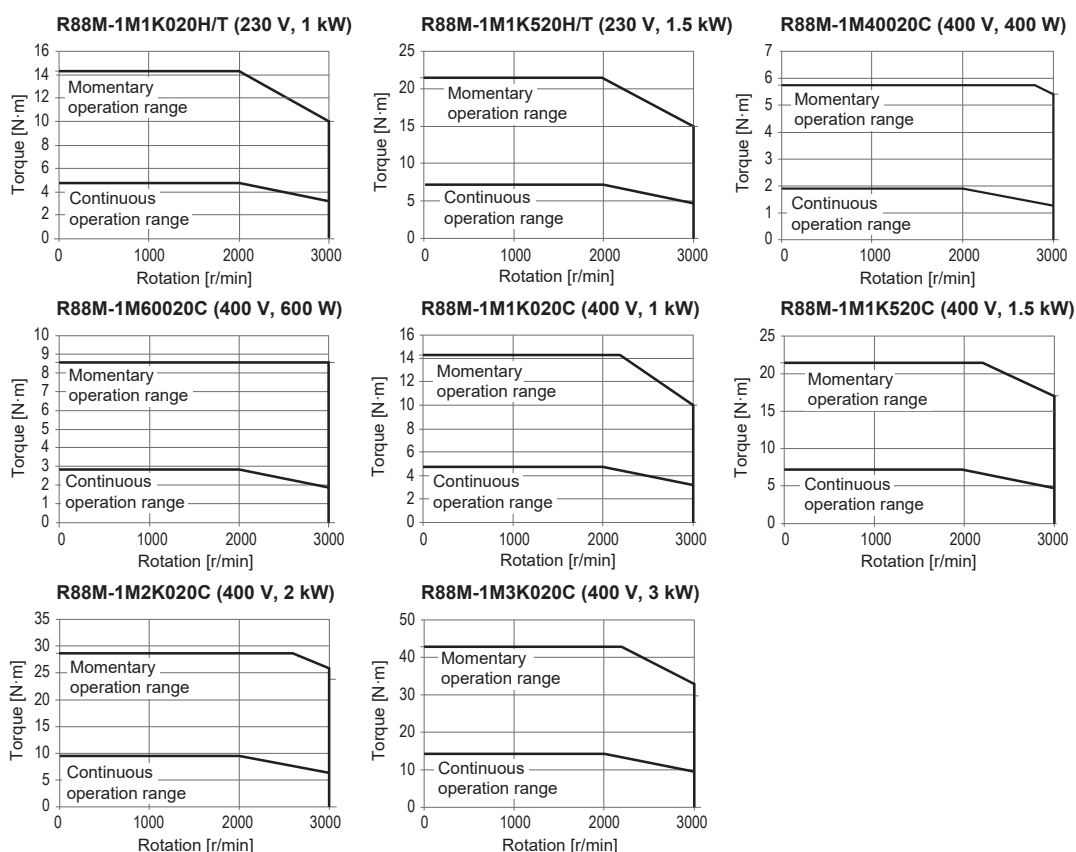 R88M-1M1K020H/T (230 V, 1 kW)
16
14
12
10
8
6
4
2
0
Torque [N·m]
Momentary
operation range
Continuous
operation range
0 1000 2000 3000
Rotation [r/min]
R88M-1M1K520H/T (230 V, 1.5 kW)
25
20
15
10
5
0
Torque [N·m]
Momentary
operation range
Continuous
operation range
0 1000 2000 3000
Rotation [r/min]
R88M-1M40020C (400 V, 400 W)
7
6
5
4
3
2
1
0
Torque [N·m]
Momentary
operation range
Continuous
operation range
0 1000 2000 3000
Rotation [r/min]
R88M-1M60020C (400 V, 600 W)
10
9
8
7
6
5
4
3
2
1
0
Torque [N·m]
Momentary
operation range
Continuous
operation range
0 1000 2000 3000
Rotation [r/min]
R88M-1M1K020C (400 V, 1 kW)
16
14
12
10
8
6
4
2
0
Torque [N·m]
Momentary
operation range
Continuous
operation range
0 1000 2000 3000
Rotation [r/min]
R88M-1M1K520C (400 V, 1.5 kW)
25
20
15
10
5
0
Torque [N·m]
Momentary
operation range
Continuous
operation range
0 1000 2000 3000
Rotation [r/min]
R88M-1M2K020C (400 V, 2 kW)
35
30
25
20
15
10
5
0
Torque [N·m]
Momentary
operation range
Continuous
operation range
0 1000 2000 3000
Rotation [r/min]
R88M-1M3K020C (400 V, 3 kW)
50
40
30
20
10
0
Torque [N·m]
Momentary
operation range
Continuous
operation range
0 1000 2000 3000
Rotation [r/min]